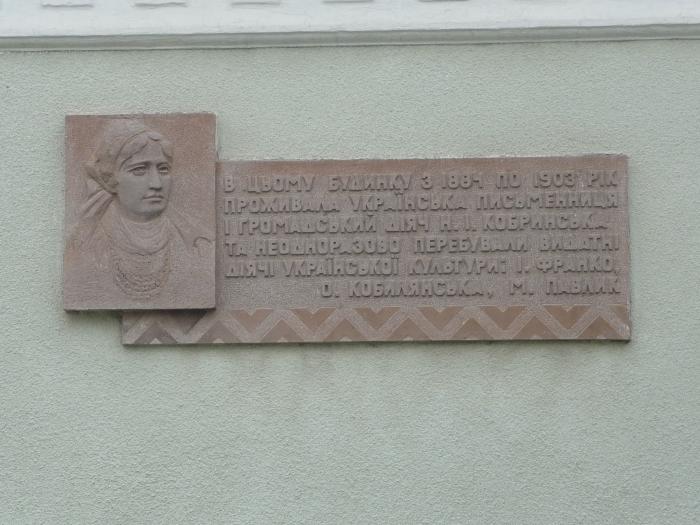 В ЦЬОМУ БУДИНКУ З 1884 ПО 1903 РІК
ПРОЖИВАЛА УКРАЇНСЬКА ПИСЬМЕННИЦЯ
І ГРОМАДСЬКИЙ ДІЯЧ Н. І. КОБРИНСЬКА
ТА НЕОДНОРАЗОВО ПЕРЕБУВАЛИ ВИДАТНІ
ДІЯЧІ УКРАЇНСЬКОЇ КУЛЬТУРИ: І. ФРАНКО,
О. КОБИЛЯНСЬКА, М. ПАВЛИК